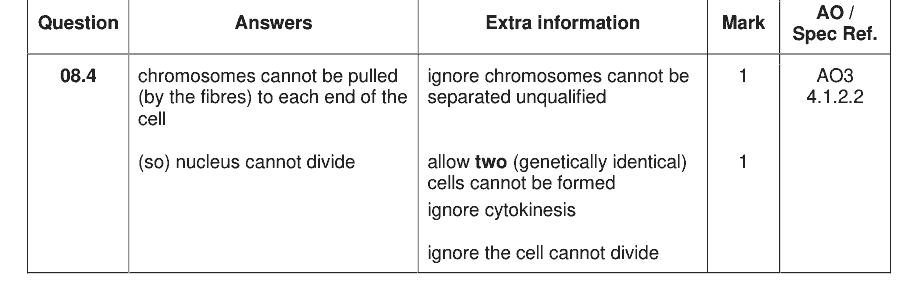 Question Answers Extra information Mark AO /
Spec Ref.
08.4 chromosomes cannot be pulled ignore chromosomes cannot be 1 AO3
(by the fibres) to each end of the separated unqualified 4.1.2.2
cell
(so) nucleus cannot divide allow two (genetically identical) 1
cells cannot be formed
ignore cytokinesis
ignore the cell cannot divide